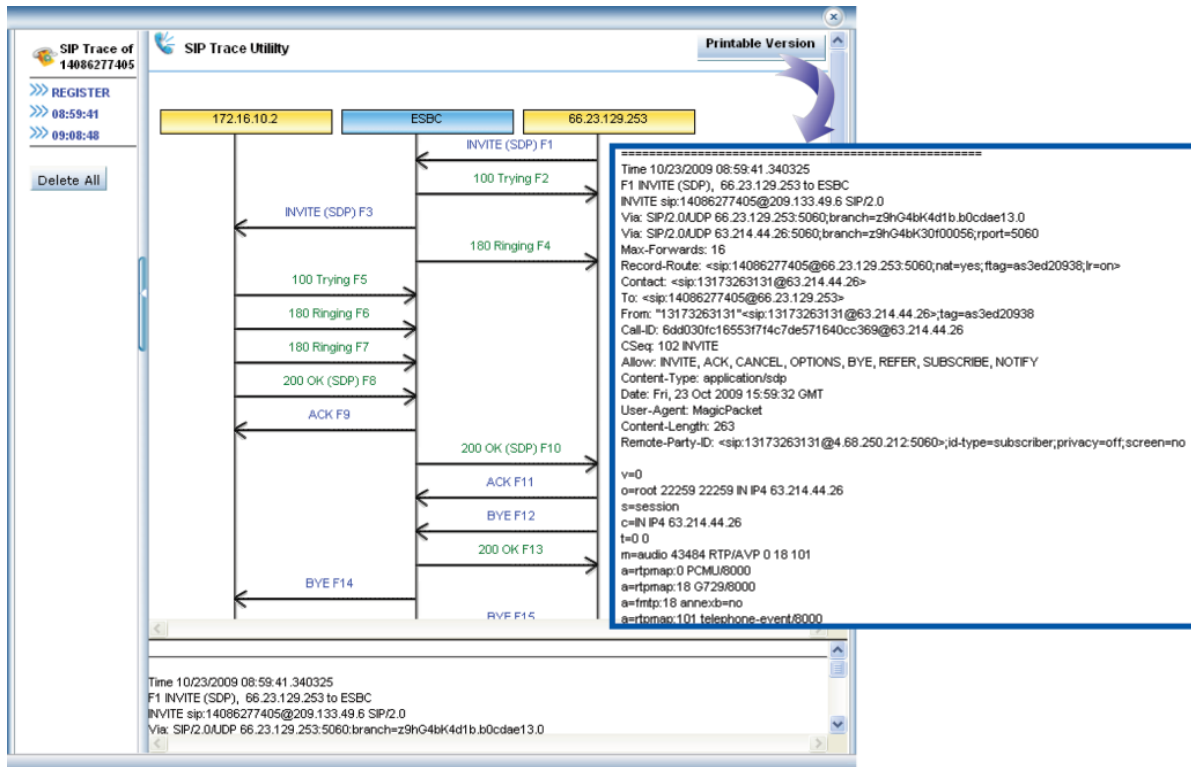 SIP Trace of
14086277405
REGISTER
08:59:41
09:08:48
Delete All
SIP Trace Utililty
Printable Version
172.16.10.2
ESBC
66.23.129.253
INVITE (SDP) F1
100 Trying F2
INVITE (SDP) F3
180 Ringing F4
100 Trying F5
180 Ringing F6
180 Ringing F7
200 OK (SDP) F8
ACK F9
200 OK (SDP) F10
ACK F11
BYE F12
200 OK F13
BYE F14
BYE F15
==================================================
Time 10/23/2009 08:59:41.340325
F1 INVITE (SDP), 66.23.129.253 to ESBC
INVITE sip:14086277405@209.133.49.6 SIP/2.0
Via: SIP/2.0/UDP 66.23.129.253:5060;branch=z9hG4bK4d1b.b0cdae13.0
Via: SIP/2.0/UDP 63.214.44.26:5060;branch=z9hG4bK30f00056;rport=5060
Max-Forwards: 16
Record-Route: <sip:14086277405@66.23.129.253:5060;nat=yes;ftag=as3ed20938;lr=on>
Contact: <sip:13173263131@63.214.44.26>
To: <sip:14086277405@66.23.129.253>
From: "13173263131"<sip:13173263131@63.214.44.26>;tag=as3ed20938
Call-ID: 6dd030fc16553f7f4c7de571640cc369@63.214.44.26
CSeq: 102 INVITE
Allow: INVITE, ACK, CANCEL, OPTIONS, BYE, REFER, SUBSCRIBE, NOTIFY
Content-Type: application/sdp
Date: Fri, 23 Oct 2009 15:59:32 GMT
User-Agent: MagicPacket
Content-Length: 263
Remote-Party-ID: <sip:13173263131@4.68.250.212:5060>;id-type=subscriber;privacy=off;screen=no
v=0
o=root 22259 22259 IN IP4 63.214.44.26
s=session
c=IN IP4 63.214.44.26
t=0 0
m=audio 43484 RTP/AVP 0 18 101
a=rtpmap:0 PCMU/8000
a=rtpmap:18 G729/8000
a=fmtp:18 annexb=no
a=rtpmap:101 telephone-event/8000
Time 10/23/2009 08:59:41.340325
F1 INVITE (SDP), 66.23.129.253 to ESBC
INVITE sip:14086277405@209.133.49.6 SIP/2.0
Via: SIP/2.0/UDP 66.23.129.253:5060;branch=z9hG4bK4d1b.b0cdae13.0